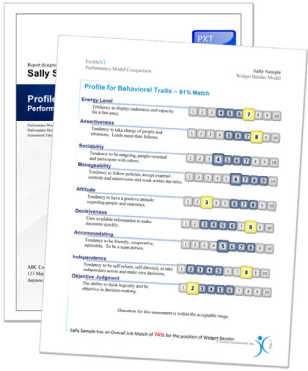 PXT
Report designed
Sally S
Profile
Perform
ABC Co
123 Ma
ProfileXT
Performance Model Comparison
Sally Sample
Widget Bender Model
Profile for Behavioral Traits – 61% Match
Energy Level
Tendency to display endurance and capacity
for a fast pace.
Assertiveness
Tendency to take charge of people and
situations. Leads more than follows.
Sociability
Tendency to be outgoing, people-oriented
and participate with others.
Manageability
Tendency to follow policies, accept external
controls and supervision and work within the rules.
Attitude
Tendency to have a positive attitude
regarding people and outcomes.
Decisiveness
Uses available information to make
decisions quickly.
Accommodating
Tendency to be friendly, cooperative,
agreeable. To be a team person.
Independence
Tendency to be self-reliant, self-directed, to take
independent action and make own decisions.
Objective Judgment
The ability to think logically and be
objective in decision-making.
1 2 3 4 5 6 7 8 9 10
1 2 3 4 5 6 7 8 9 10
1 2 3 4 5 6 7 8 9 10
1 2 3 4 5 6 7 8 9 10
1 2 3 4 5 6 7 8 9 10
1 2 3 4 5 6 7 8 9 10
1 2 3 4 5 6 7 8 9 10
1 2 3 4 5 6 7 8 9 10
1 2 3 4 5 6 7 8 9 10
Distortion for this assessment is within the acceptable range.
Sally Sample has an Overall Job Match of 74% for the position of Widget Bender.